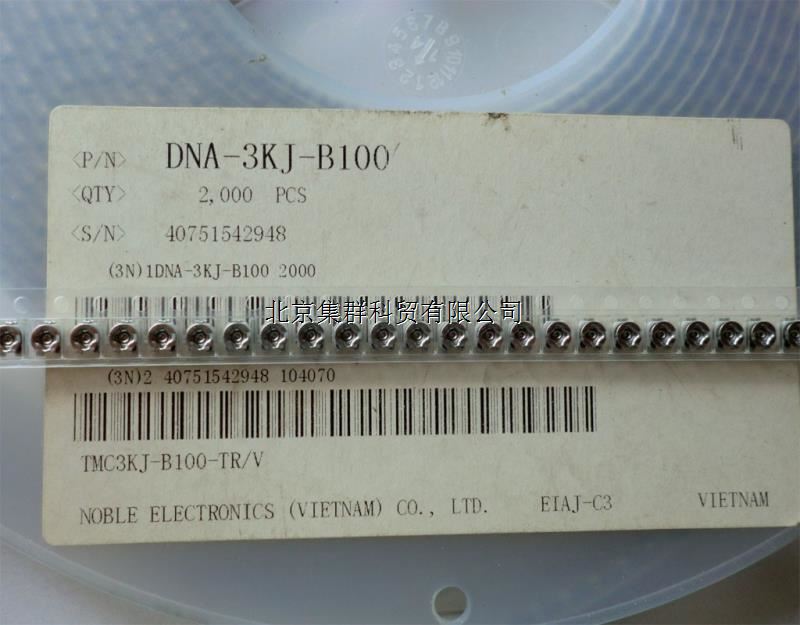 <P/N> DNA-3KJ-B100
<QTY> 2,000 PCS
<S/N> 40751542948
(3N)1DNA-3KJ-B100 2000
北京集群科贸有限公司
(3N)2 40751542948 104070
TMC3KJ-B100-TR/V
NOBLE ELECTRONICS (VIETNAM) CO., LTD. EIAJ-C3 VIETNAM